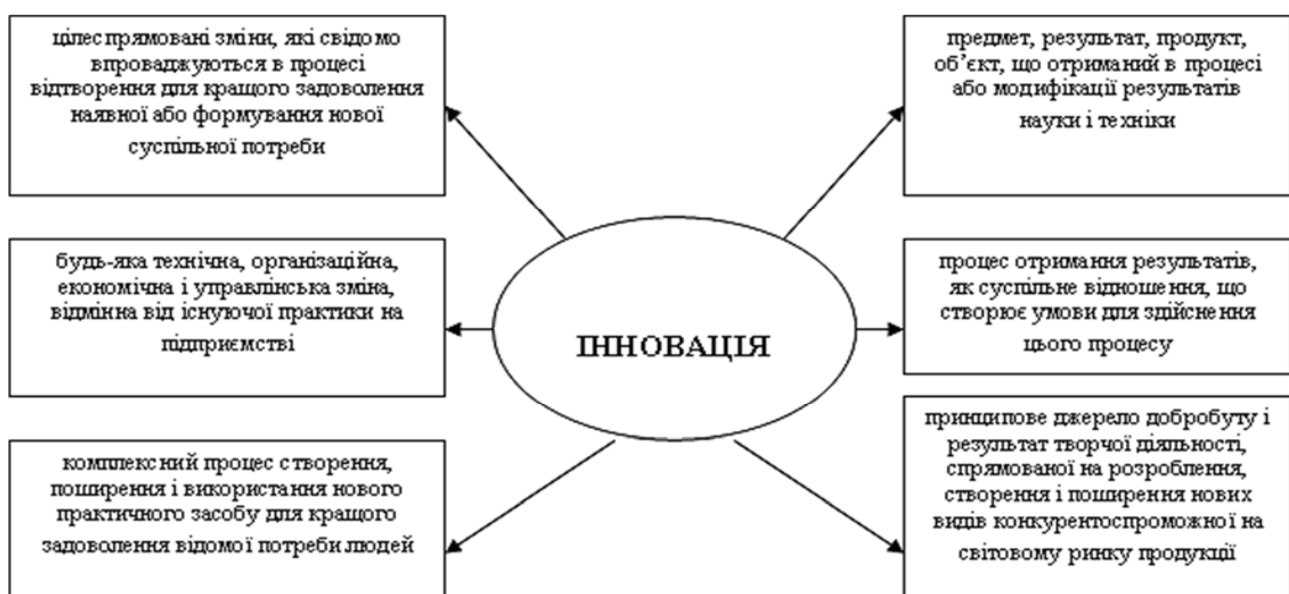 цілеспрямовані зміни, які свідомо
впроваджуються в процесі
відтворення для кращого задоволення
наявної або формування нової
суспільної потреби
предмет, результат, продукт,
об’єкт, що отриманий в процесі
або модифікації результатів
науки і техніки
будь-яка технічна, організаційна,
економічна і управлінська зміна,
відмінна від існуючої практики на
підприємстві
ІННОВАЦІЯ
процес отримання результатів,
як суспільне відношення, що
створює умови для здійснення
цього процесу
комплексний процес створення,
поширення і використання нового
практичного засобу для кращого
задоволення відомої потреби людей
принципове джерело добробуту і
результат творчої діяльності,
спрямованої на розроблення,
створення і поширення нових
видів конкурентоспроможної на
світовому ринку продукції